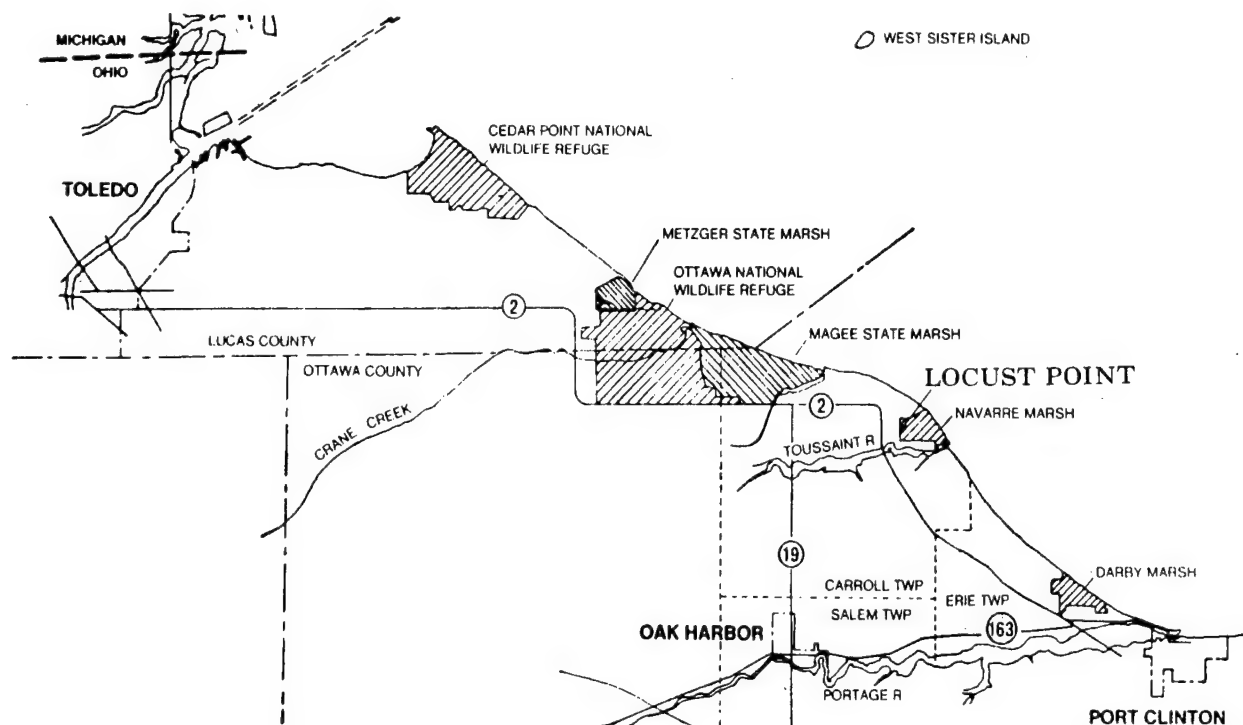 MICHIGAN
OHIO
WEST SISTER ISLAND
CEDAR POINT NATIONAL
WILDLIFE REFUGE
TOLEDO
METZGER STATE MARSH
OTTAWA NATIONAL
WILDLIFE REFUGE
2
MAGEE STATE MARSH
LUCAS COUNTY
OTTAWA COUNTY
LOCUST POINT
2
NAVARRE MARSH
CRANE CREEK
TOUSSAINT R
19
DARBY MARSH
CARROLL TWP
ERIE TWP
SALEM TWP
OAK HARBOR
163
PORTAGE R
PORT CLINTON